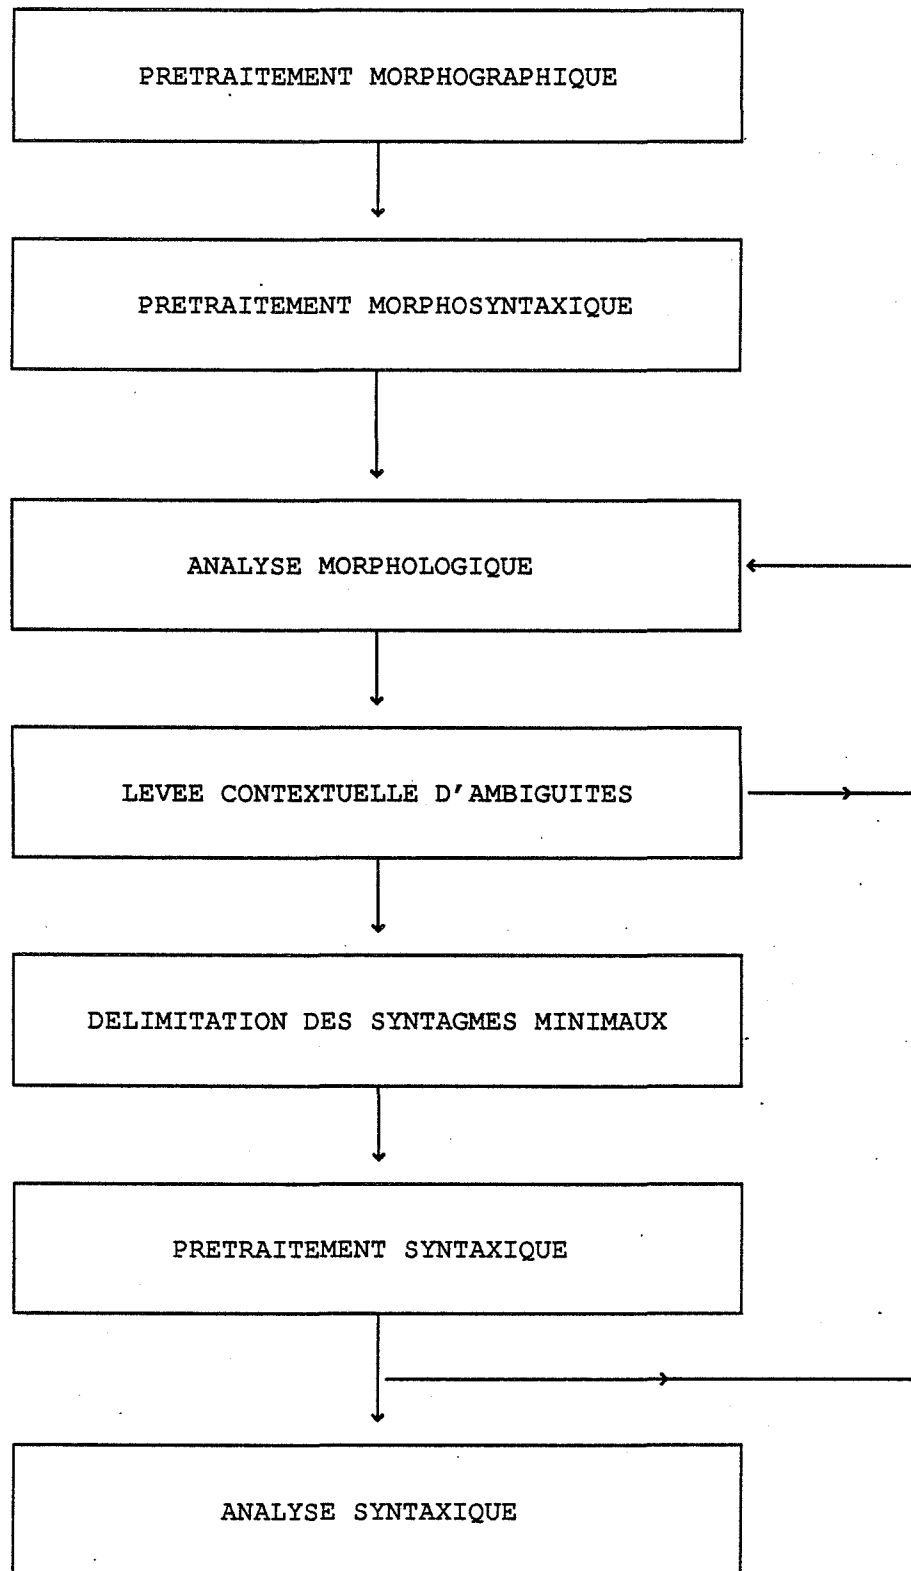 PRETRAITEMENT MORPHOGRAPHIQUE
PRETRAITEMENT MORPHOSYNTAXIQUE
ANALYSE MORPHOLOGIQUE
LEVEE CONTEXTUELLE D'AMBIGUITES
DELIMITATION DES SYNTAGMES MINIMAUX
PRETRAITEMENT SYNTAXIQUE
ANALYSE SYNTAXIQUE